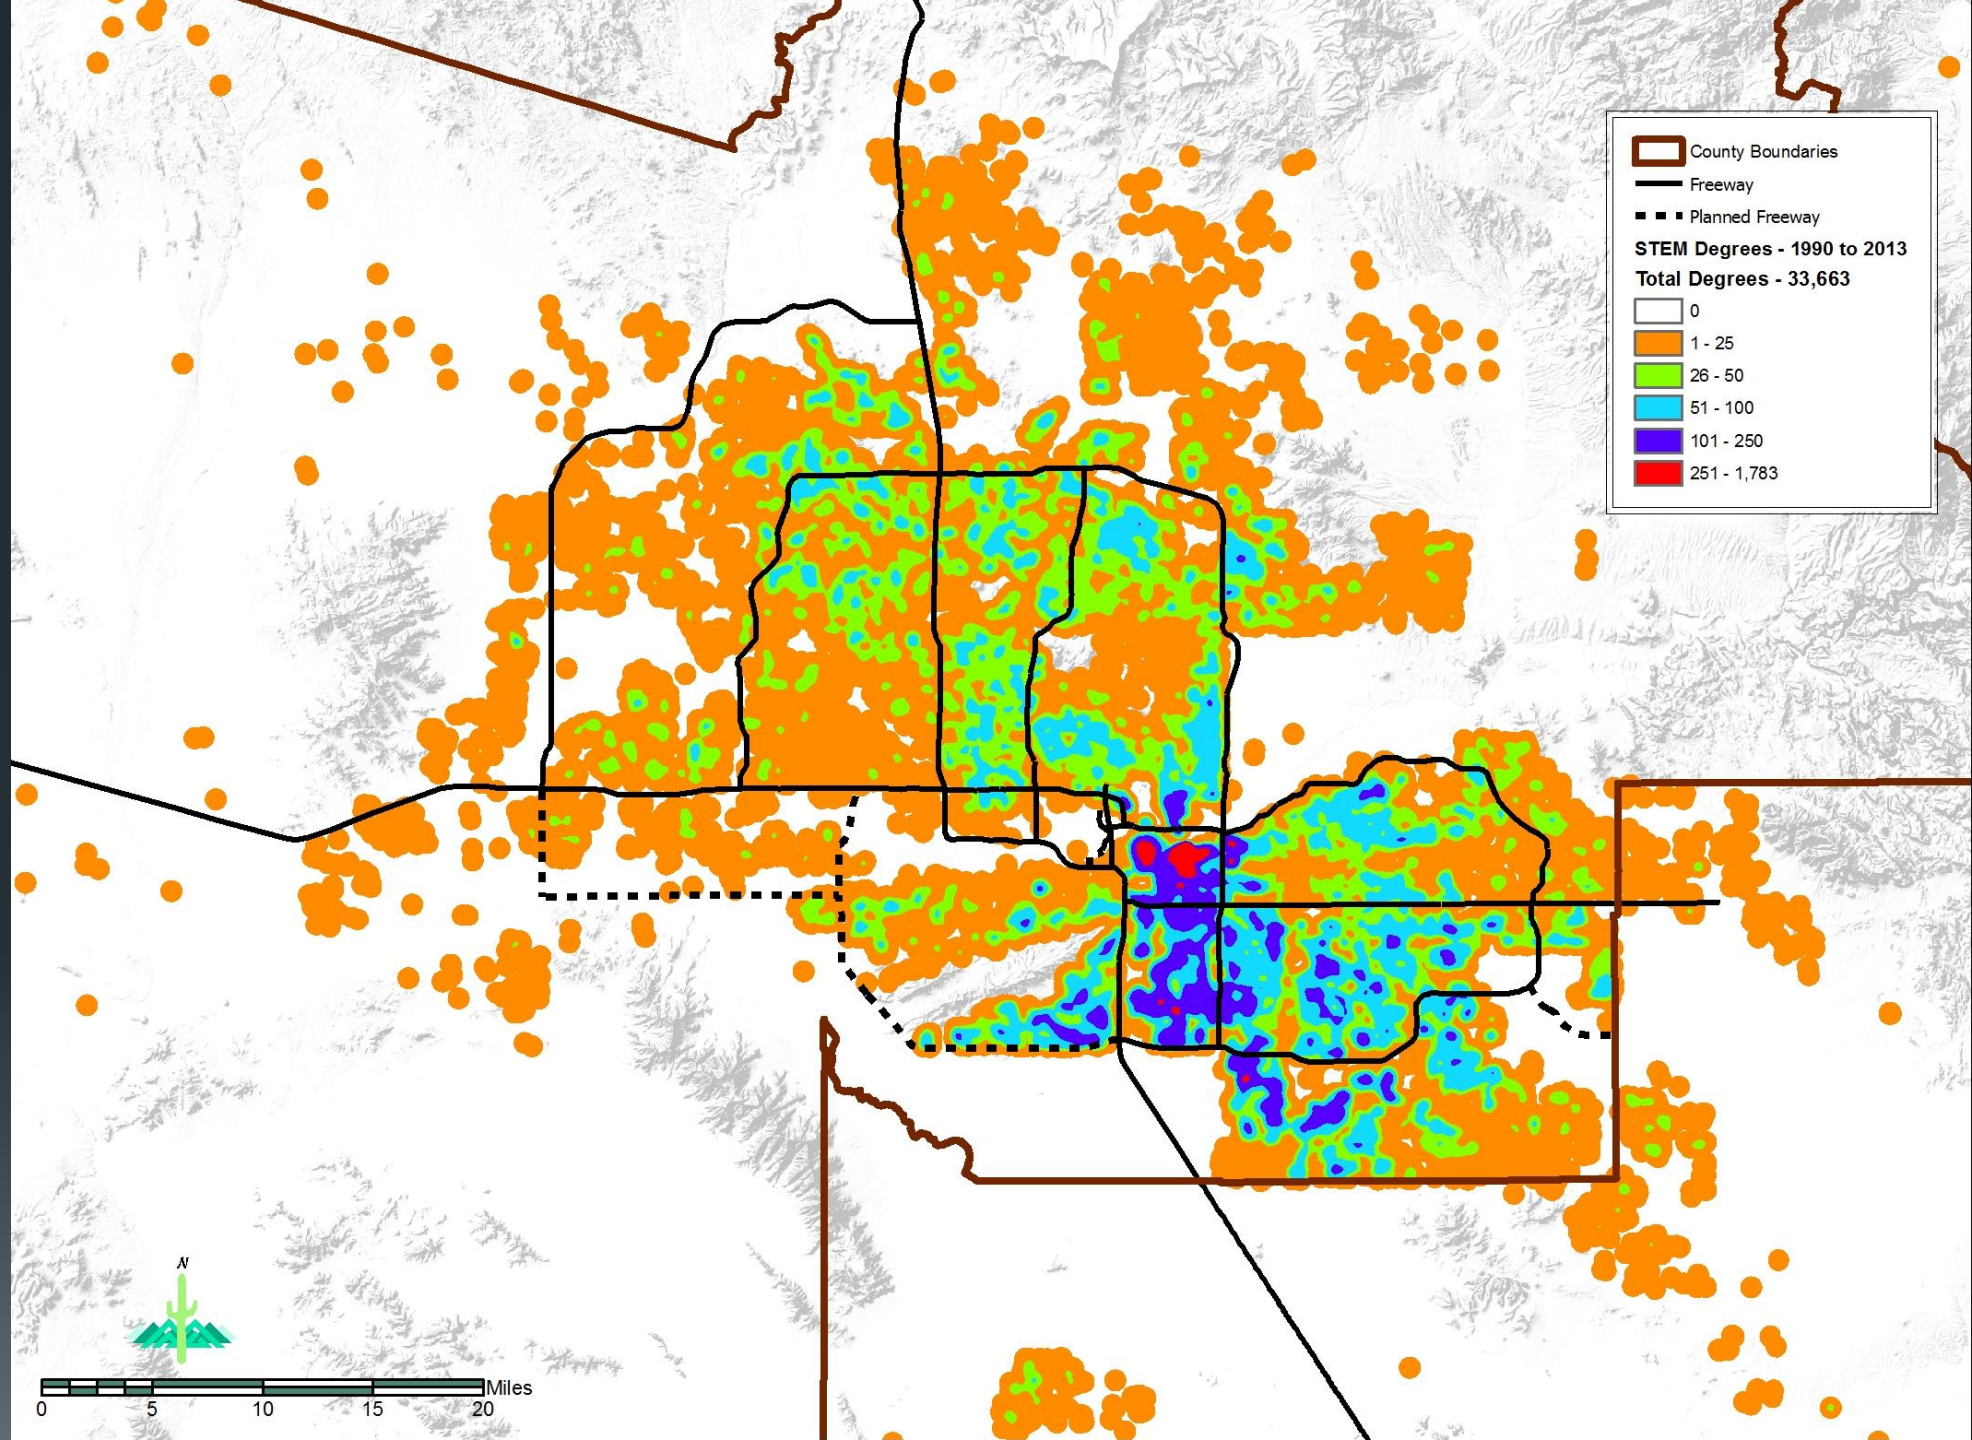 County Boundaries
Freeway
Planned Freeway
STEM Degrees - 1990 to 2013
Total Degrees - 33,663
0
1 - 25
26 - 50
51 - 100
101 - 250
251 - 1,783
N
Miles
0 5 10 15 20